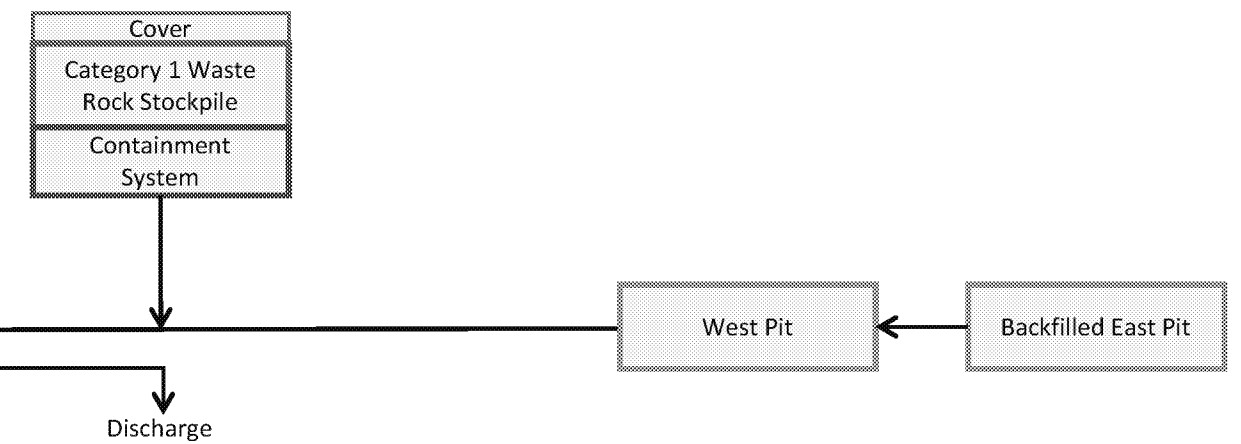 Cover
Category 1 Waste
Rock Stockpile
Containment
System
West Pit
Backfilled East Pit
Discharge